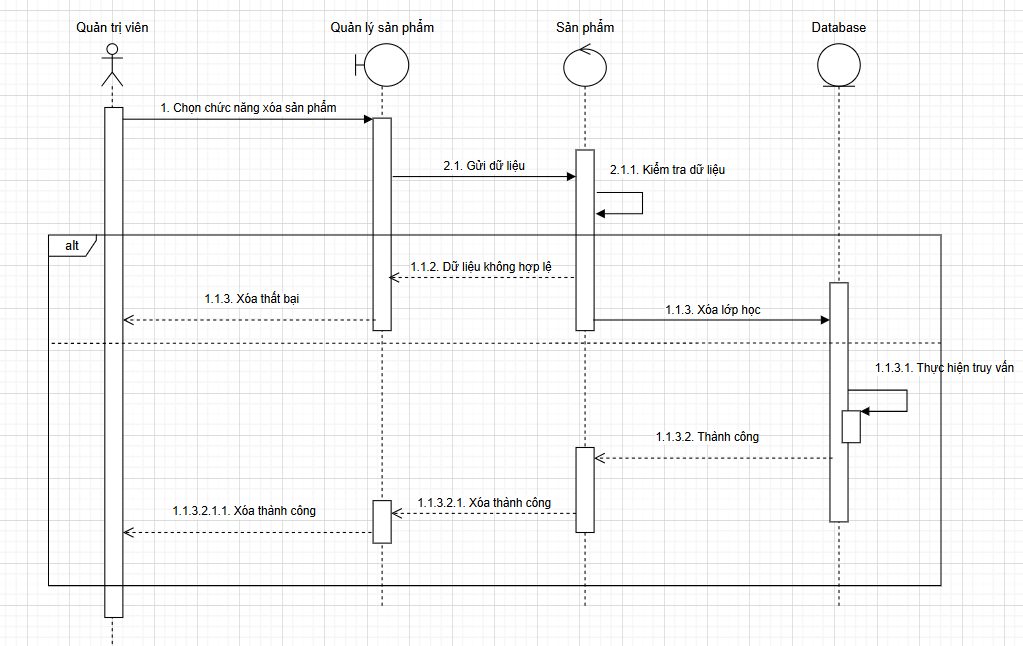 Quản trị viên
Quản lý sản phẩm
Sản phẩm
Database
1. Chọn chức năng xóa sản phẩm
2.1. Gửi dữ liệu
2.1.1. Kiểm tra dữ liệu
alt
1.1.2. Dữ liệu không hợp lệ
1.1.3. Xóa thất bại
1.1.3. Xóa lớp học
1.1.3.1. Thực hiện truy vấn
1.1.3.2. Thành công
1.1.3.2.1. Xóa thành công
1.1.3.2.1.1. Xóa thành công